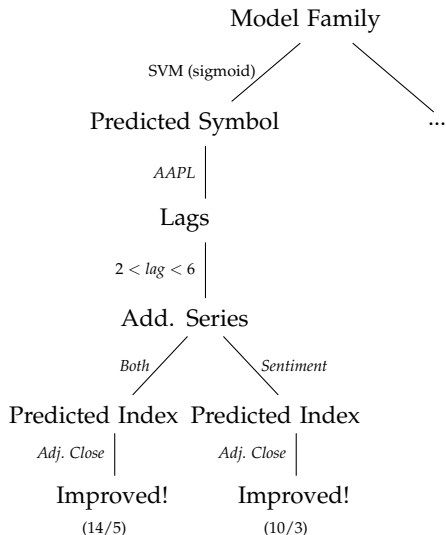 Model Family
SVM (sigmoid)
Predicted Symbol ...
AAPL
Lags
2 < lag < 6
Add. Series
Both Sentiment
Predicted Index Predicted Index
Adj. Close Adj. Close
Improved! Improved!
(14/5) (10/3)